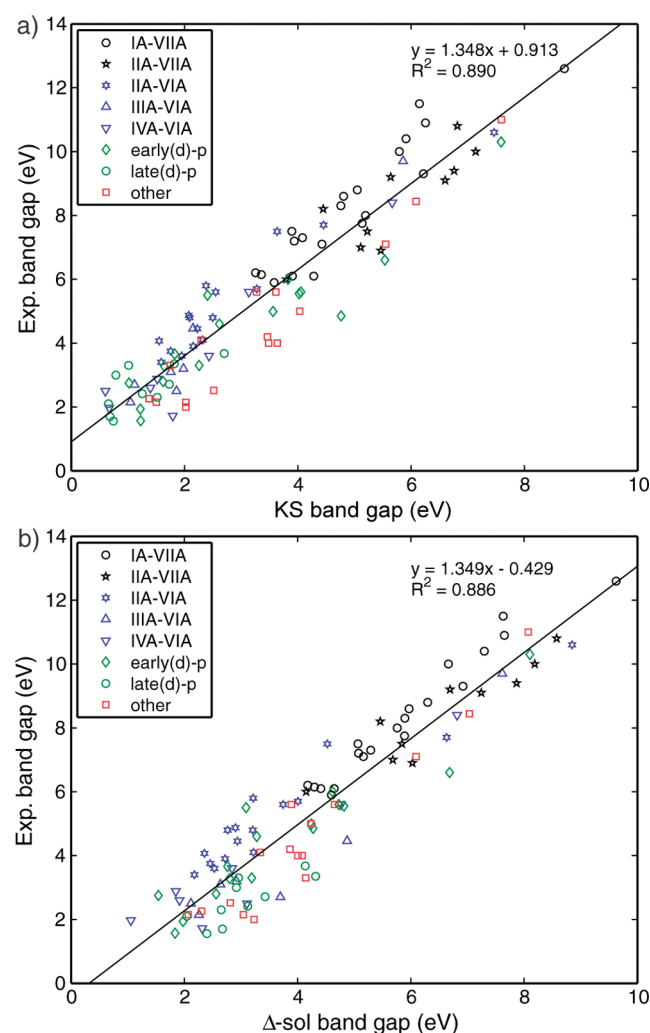 a)
14
12
10
8
6
4
2
0
Exp. band gap (eV)
IA-VIIA
IIA-VIIA
IIA-VIA
IIIA-VIA
IVA-VIA
early(d)-p
late(d)-p
other
y = 1.348x + 0.913
R² = 0.890
0 2 4 6 8 10
KS band gap (eV)
b)
14
12
10
8
6
4
2
0
Exp. band gap (eV)
IA-VIIA
IIA-VIIA
IIA-VIA
IIIA-VIA
IVA-VIA
early(d)-p
late(d)-p
other
y = 1.349x - 0.429
R² = 0.886
0 2 4 6 8 10
Δ-sol band gap (eV)